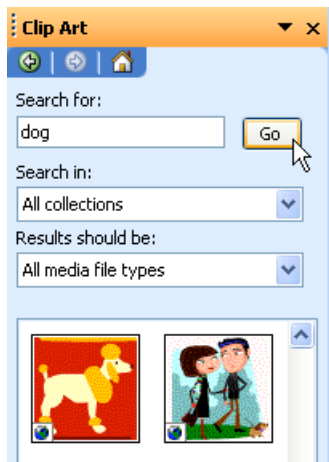 Clip Art
Search for:
dog
Go
Search in:
All collections
Results should be:
All media file types